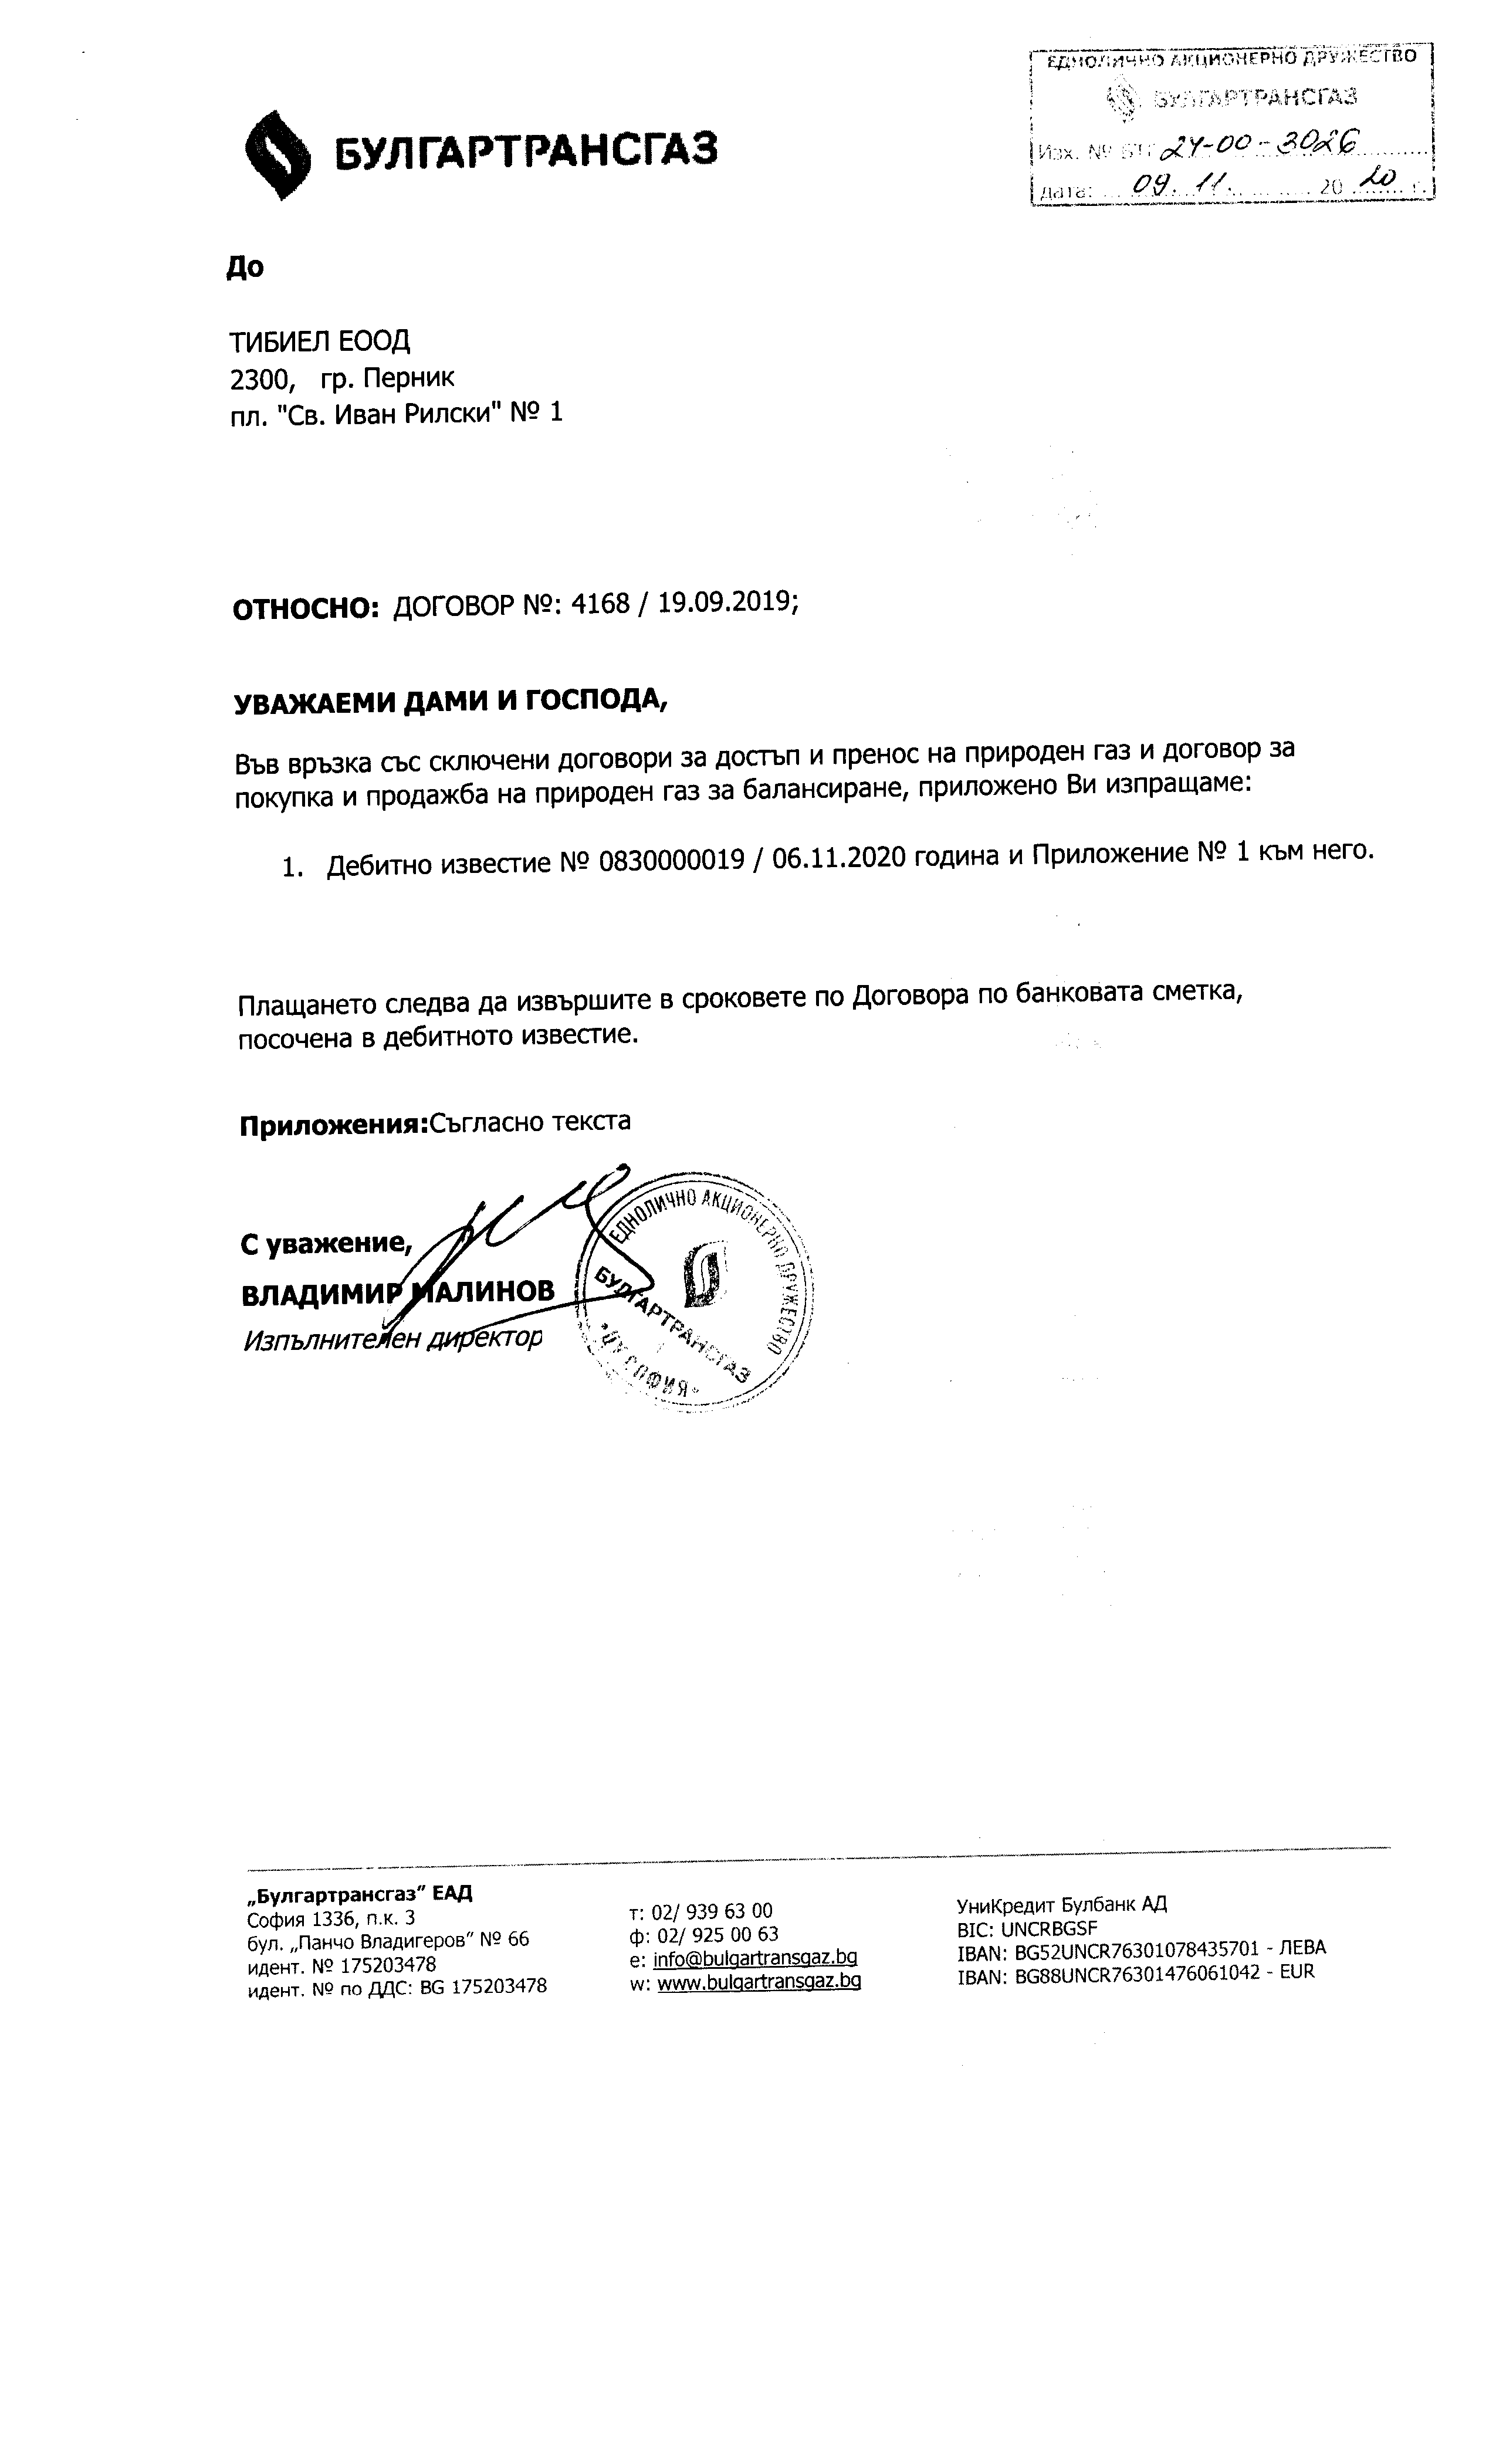 ЕДНОЛИЧНО АКЦИОНЕРНО ДРУЖЕСТВО
БУЛГАРТРАНСГАЗ
Изх. № БТГ 24-00-3026
дата: 09.11. 2020 г.
БУЛГАРТРАНСГАЗ
До
ТИБИЕЛ ЕООД
2300, гр. Перник
пл. "Св. Иван Рилски" № 1
ОТНОСНО: ДОГОВОР №: 4168 / 19.09.2019;
УВАЖАЕМИ ДАМИ И ГОСПОДА,
Във връзка със сключени договори за достъп и пренос на природен газ и договор за
покупка и продажба на природен газ за балансиране, приложено Ви изпращаме:
1. Дебитно известие № 0830000019 / 06.11.2020 година и Приложение № 1 към него.
Плащането следва да извършите в сроковете по Договора по банковата сметка,
посочена в дебитното известие.
Приложения:Съгласно текста
С уважение,
ВЛАДИМИР МАЛИНОВ
Изпълнителен директор
ЕДНОЛИЧНО АКЦИОНЕРНО ДРУЖЕСТВО
БУЛГАРТРАНСГАЗ
*ЦУ СОФИЯ*
„Булгартрансгаз" ЕАД
София 1336, п.к. 3
бул. „Панчо Владигеров" № 66
идент. № 175203478
идент. № по ДДС: BG 175203478
т: 02/ 939 63 00
ф: 02/ 925 00 63
е: info@bulgartransgaz.bg
w: www.bulgartransgaz.bg
УниКредит Булбанк АД
BIC: UNCRBGSF
IBAN: BG52UNCR76301078435701 - ЛЕВА
IBAN: BG88UNCR76301476061042 - EUR